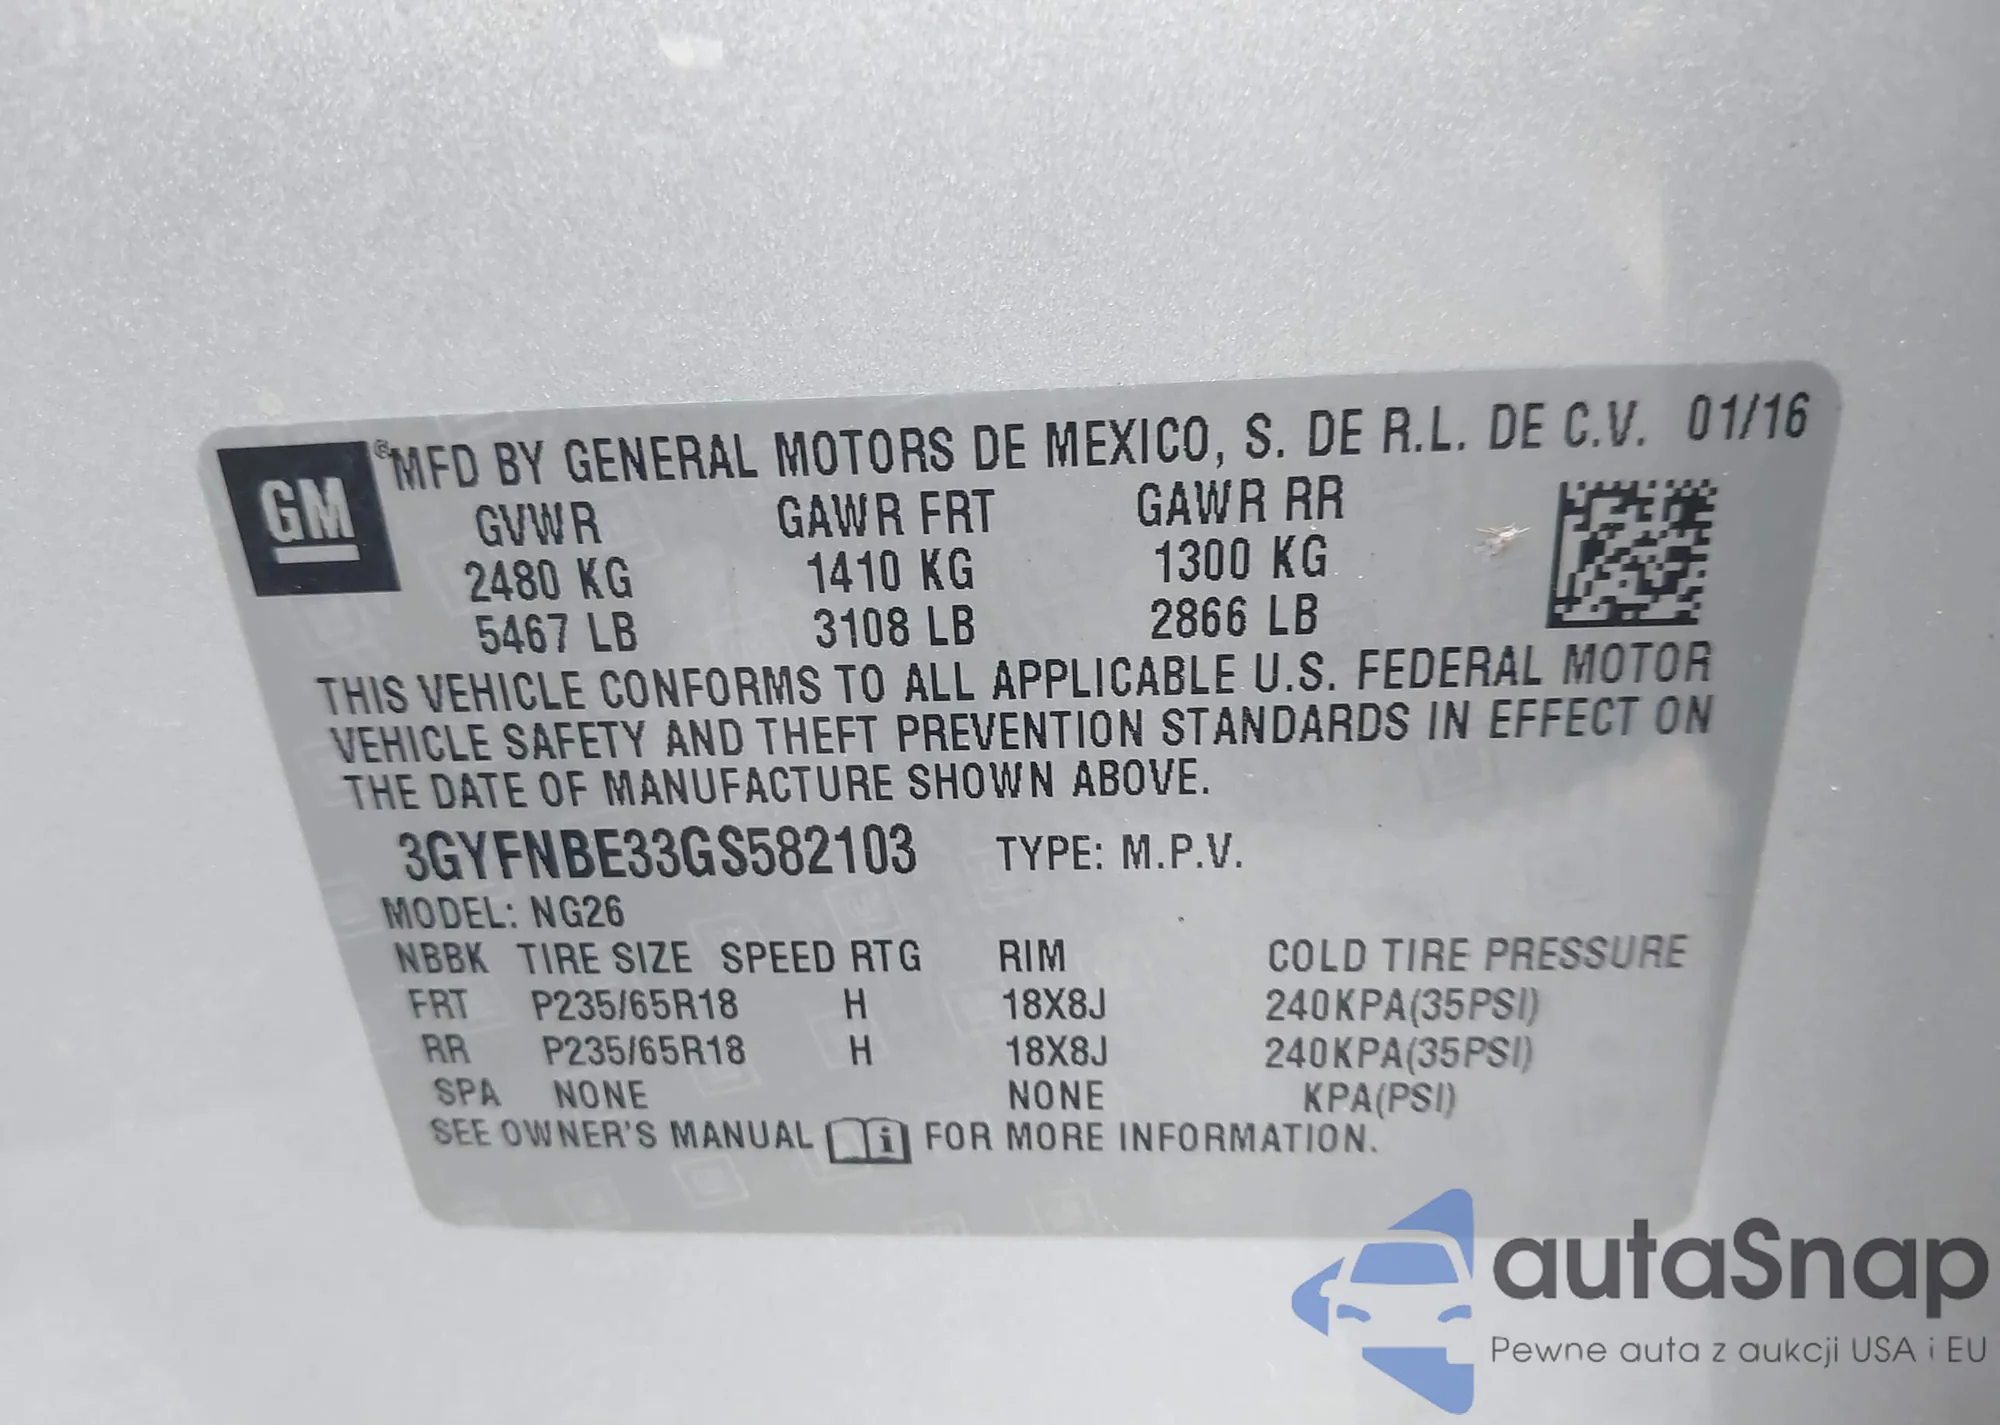 GM
®MFD BY GENERAL MOTORS DE MEXICO, S. DE R.L. DE C.V. 01/16
GVWR GAWR FRT GAWR RR
2480 KG 1410 KG 1300 KG
5467 LB 3108 LB 2866 LB
THIS VEHICLE CONFORMS TO ALL APPLICABLE U.S. FEDERAL MOTOR
VEHICLE SAFETY AND THEFT PREVENTION STANDARDS IN EFFECT ON
THE DATE OF MANUFACTURE SHOWN ABOVE.
3GYFNBE33GS582103 TYPE: M.P.V.
MODEL: NG26
NBBK TIRE SIZE SPEED RTG RIM COLD TIRE PRESSURE
FRT P235/65R18 H 18X8J 240KPA(35PSI)
RR P235/65R18 H 18X8J 240KPA(35PSI)
SPA NONE NONE KPA(PSI)
SEE OWNER'S MANUAL i FOR MORE INFORMATION.
autaSnap
Pewne auta z aukcji USA i EU